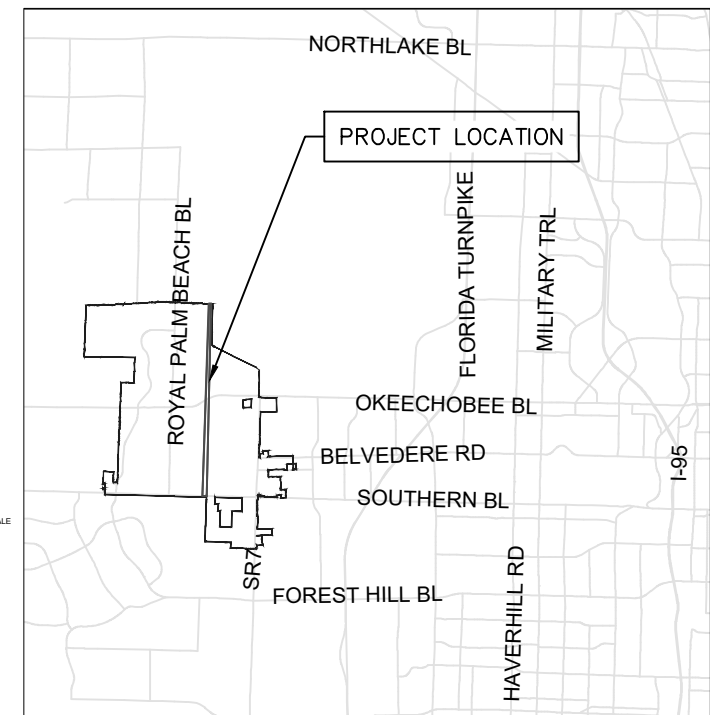 NORTHLAKE BL
PROJECT LOCATION
ROYAL PALM BEACH BL
FLORIDA TURNPIKE
MILITARY TRL
OKEECHOBEE BL
BELVEDERE RD
I-95
SOUTHERN BL
ALE
SR7
HAVERHILL RD
FOREST HILL BL